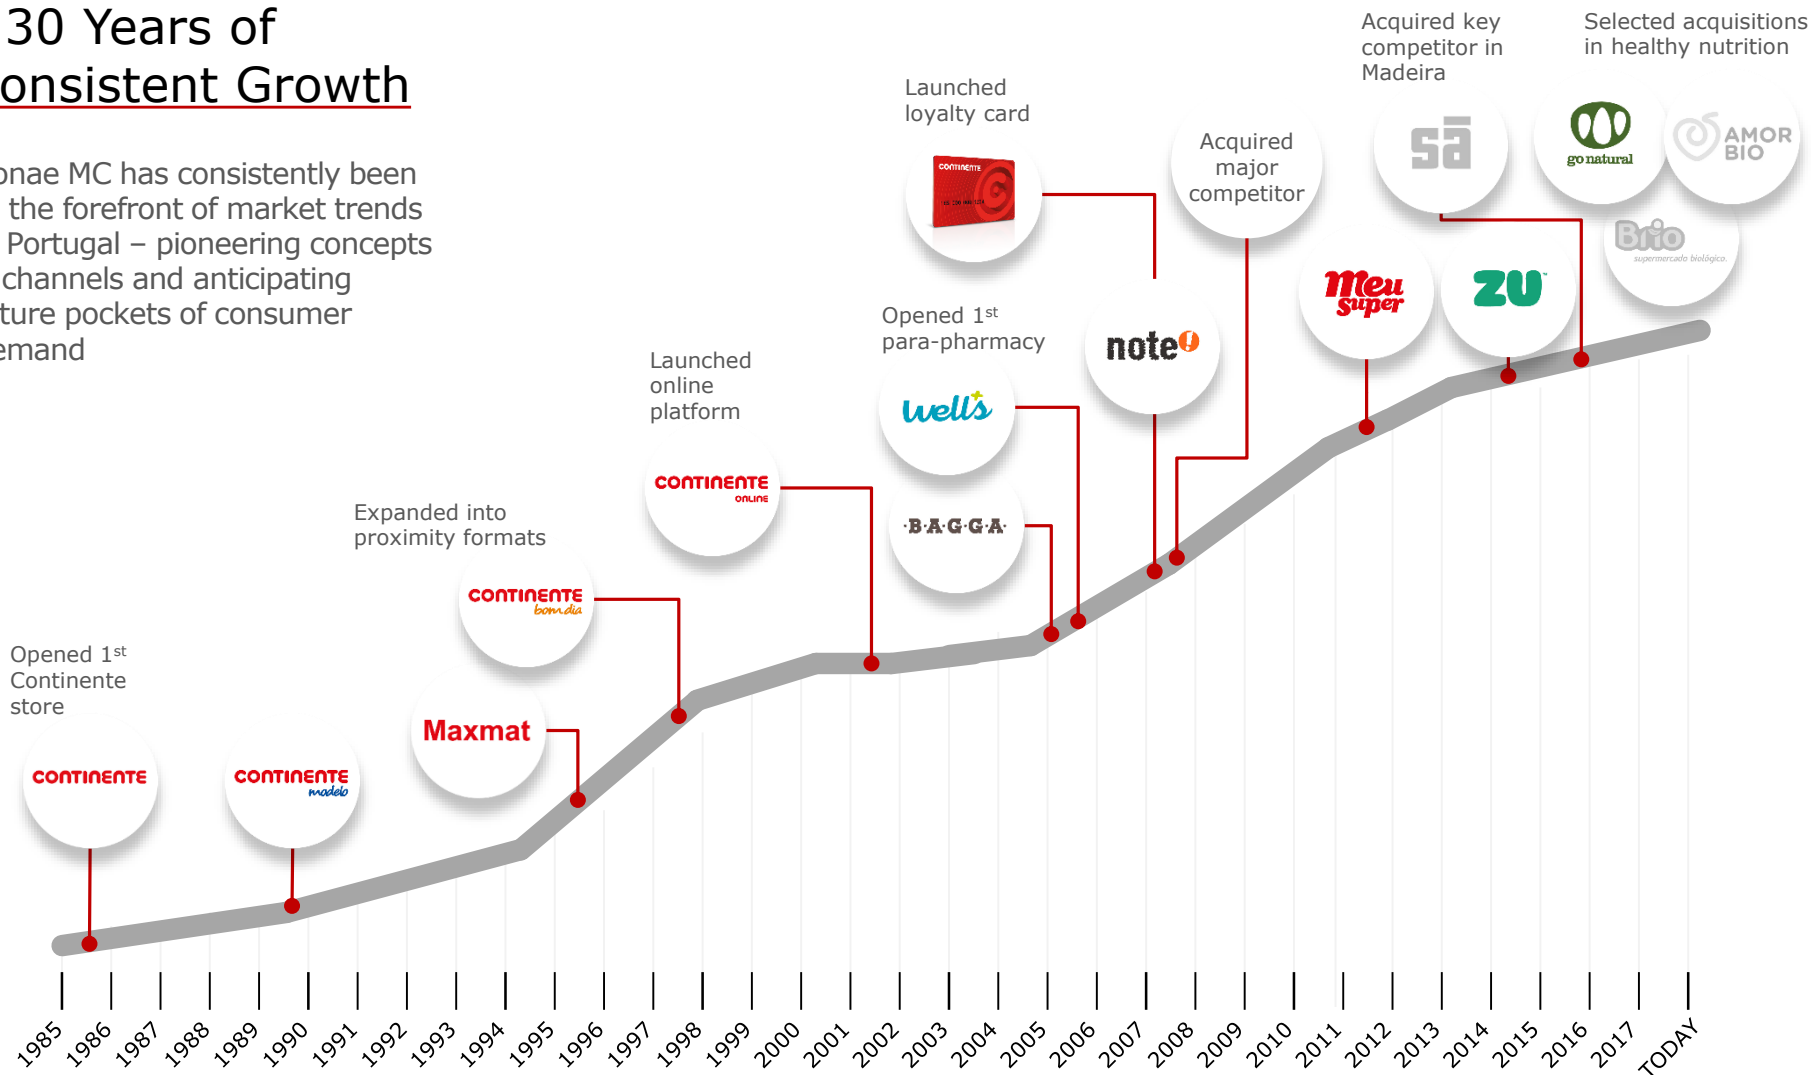 30 Years of
onsistent Growth
onae MC has consistently been
the forefront of market trends
Portugal – pioneering concepts
channels and anticipating
ture pockets of consumer
emand
Opened 1st
Continente
store
CONTINENTE
CONTINENTE
modelo
Maxmat
Expanded into
proximity formats
CONTINENTE
bom dia
Launched
online
platform
CONTINENTE
ONLINE
Opened 1st
para-pharmacy
well's
·B·A·G·G·A·
Launched
loyalty card
CONTINENTE
note!
Acquired
major
competitor
meu
super
ZU
Acquired key
competitor in
Madeira
sā
Selected acquisitions
in healthy nutrition
go natural
AMOR
BIO
Brio
supermercado biológico.
1985
1986
1987
1988
1989
1990
1991
1992
1993
1994
1995
1996
1997
1998
1999
2000
2001
2002
2003
2004
2005
2006
2007
2008
2009
2010
2011
2012
2013
2014
2015
2016
2017
TODAY